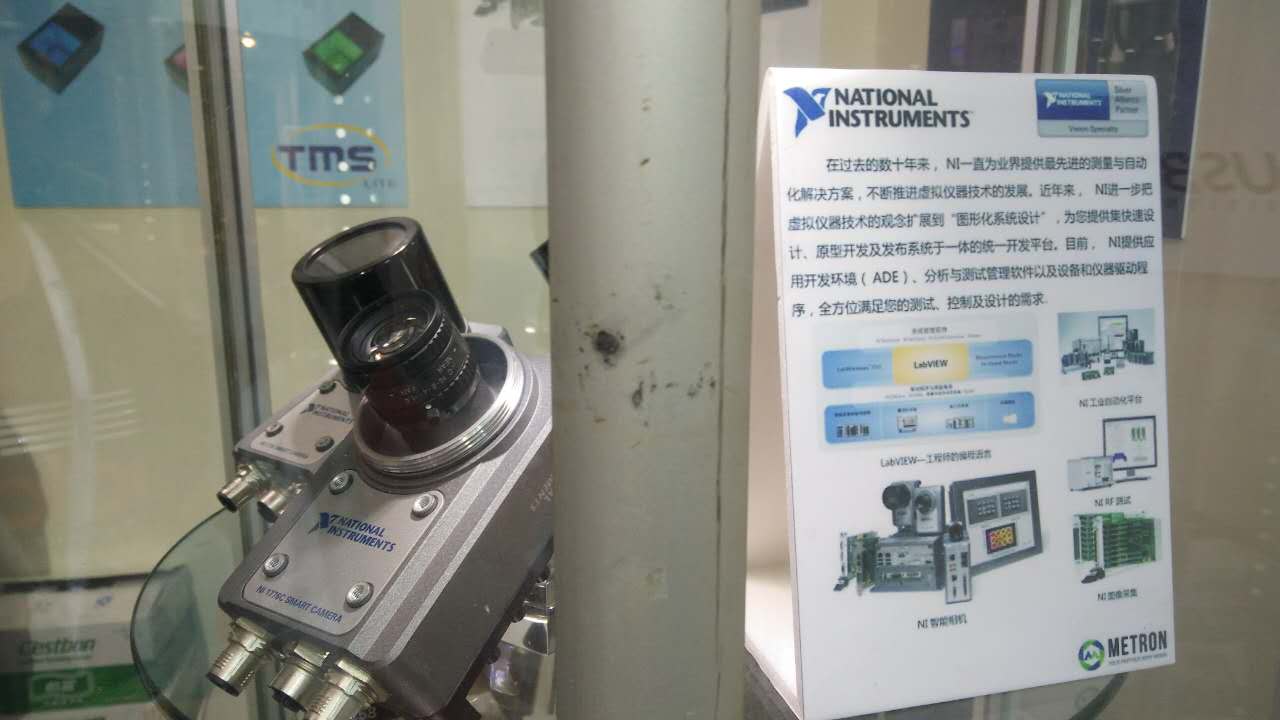 TMS
LITE
NATIONAL
INSTRUMENTS
NATIONAL
INSTRUMENTS
NI 1776C SMART CAMERA
Cestbon
NATIONAL
INSTRUMENTS™
NATIONAL
INSTRUMENTS
Silver
Alliance
Partner
Vision Specialty
在过去的数十年来， NI一直为业界提供最先进的测量与自动
化解决方案，不断推进虚拟仪器技术的发展。近年来， NI进一步把
虚拟仪器技术的观念扩展到“图形化系统设计”，为您提供集快速设
计、原型开发及发布系统于一体的统一开发平台。目前， NI提供应
用开发环境（ ADE）、分析与测试管理软件以及设备和仪器驱动程
序，全方位满足您的测试、控制及设计的需求.
LabVIEW
LabVIEW—工程师的编程语言
NI 工业自动化平台
NI RF 测试
NI 图像采集
NI 智能相机
METRON